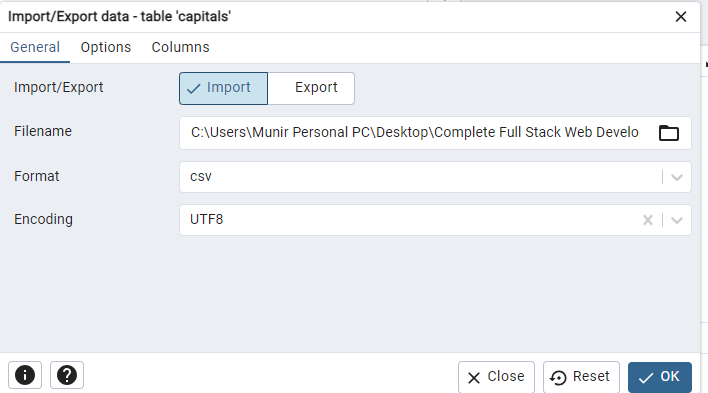 Import/Export data - table 'capitals'
General Options Columns
Import/Export Import Export
Filename C:\Users\Munir Personal PC\Desktop\Complete Full Stack Web Develo
Format csv
Encoding UTF8
Close Reset OK